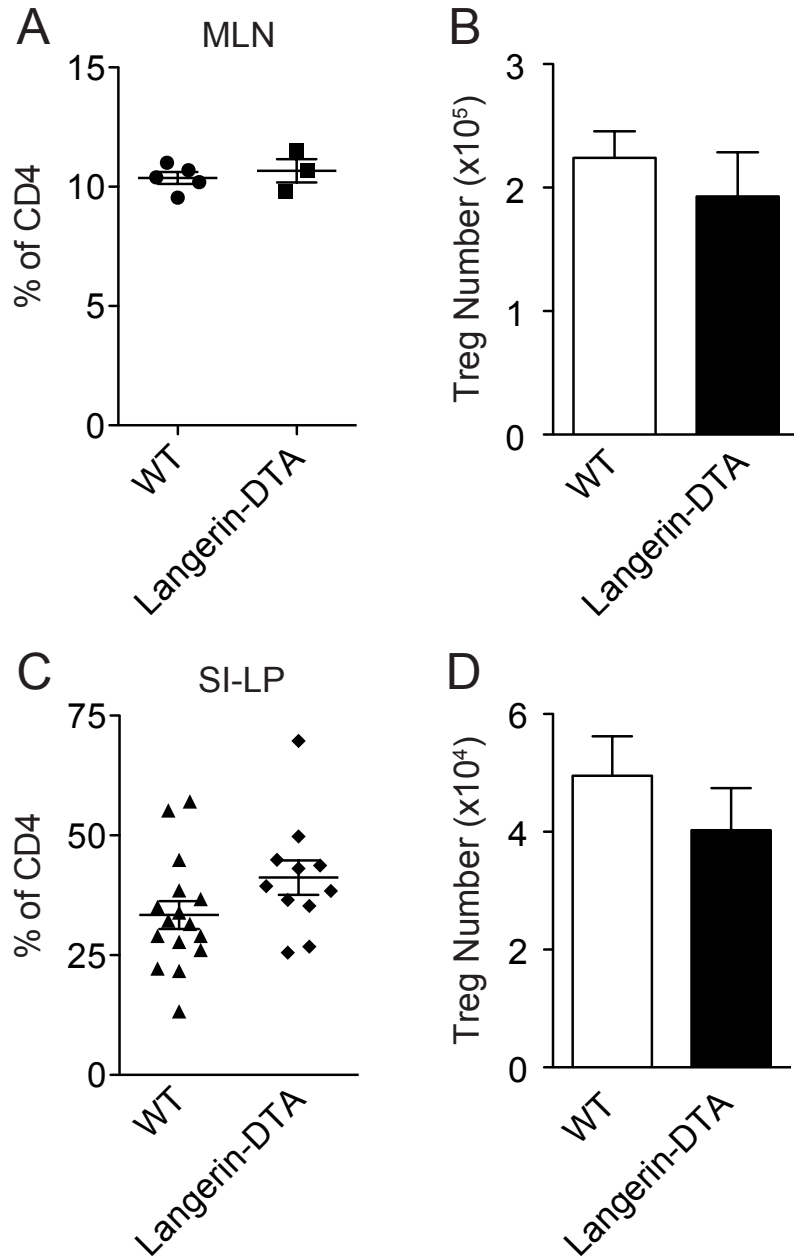 A
MLN
15
10
5
0
% of CD4
WT
Langerin-DTA
B
3
2
1
0
Treg Number (x10⁵)
WT
Langerin-DTA
C
SI-LP
75
50
25
0
% of CD4
WT
Langerin-DTA
D
6
4
2
0
Treg Number (x10⁴)
WT
Langerin-DTA